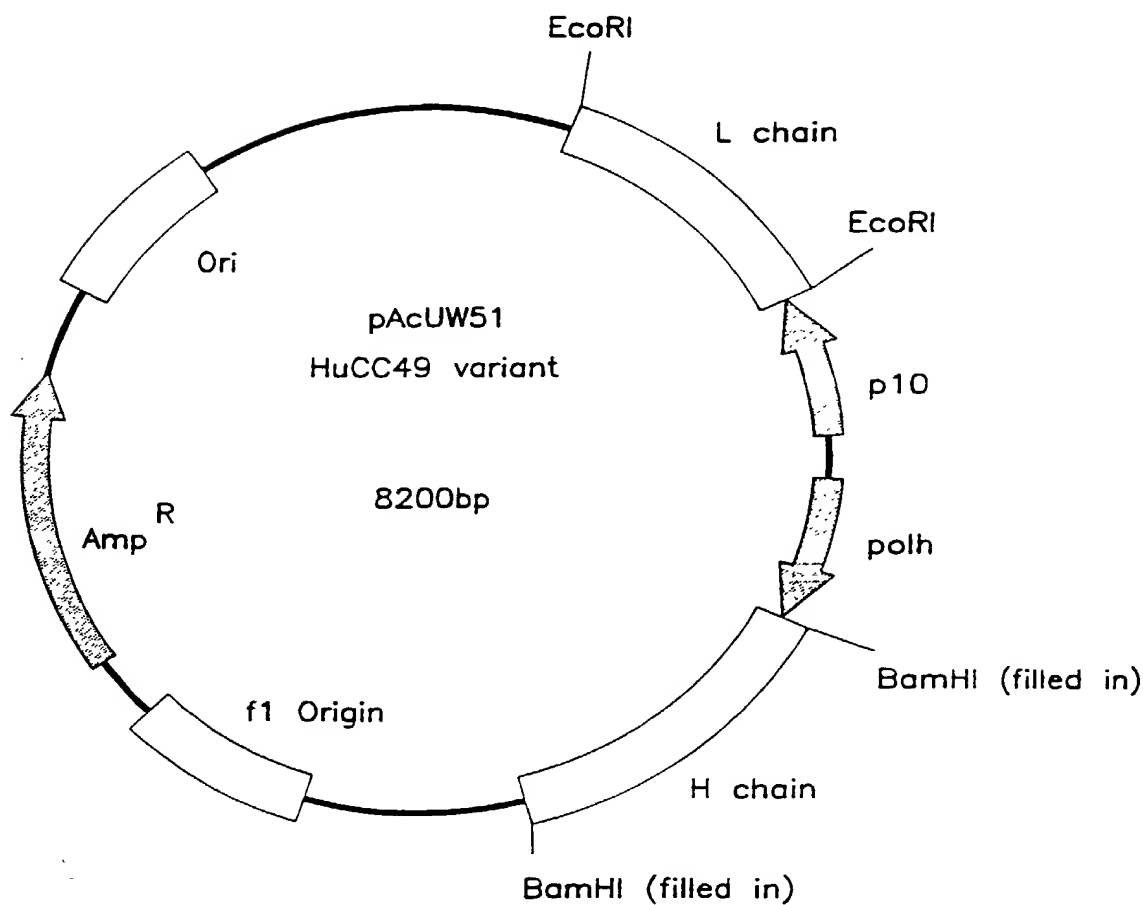 EcoRI
L chain
EcoRI
Ori
pAcUW51
HuCC49 variant
p10
8200bp
Amp R
polh
BamHI (filled in)
f1 Origin
H chain
BamHI (filled in)